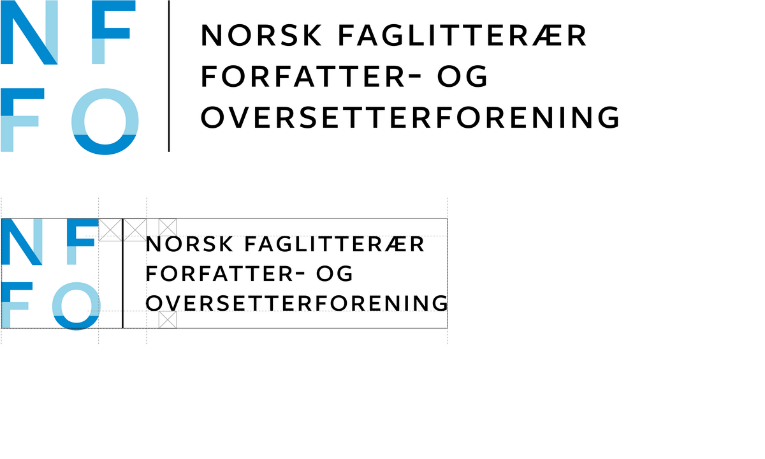 NF
FO
NORSK FAGLITTERÆR
FORFATTER- OG
OVERSETTERFORENING
NF
FO
NORSK FAGLITTERÆR
FORFATTER- OG
OVERSETTERFORENING